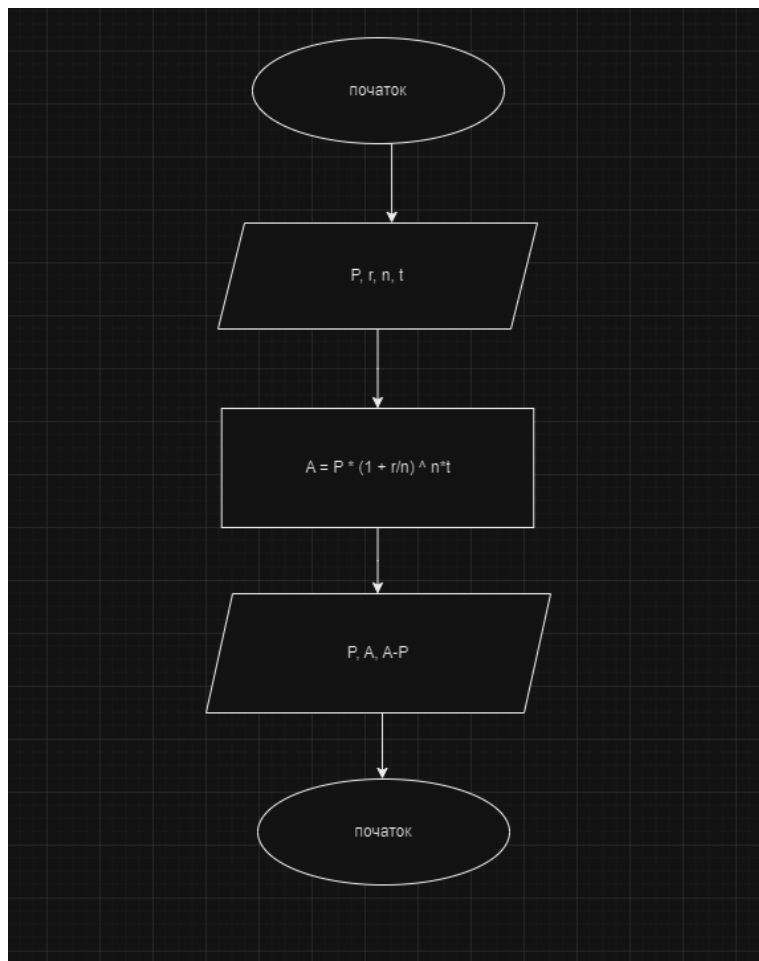 початок
P, r, n, t
A = P * (1 + r/n) ^ n*t
P, A, A-P
початок